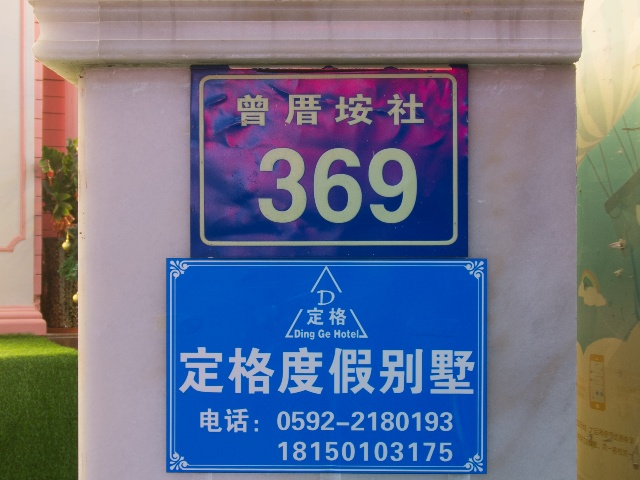 曾厝垵社
369
D
定格
Ding Ge Hotel
定格度假别墅
电话：0592-2180193
18150103175